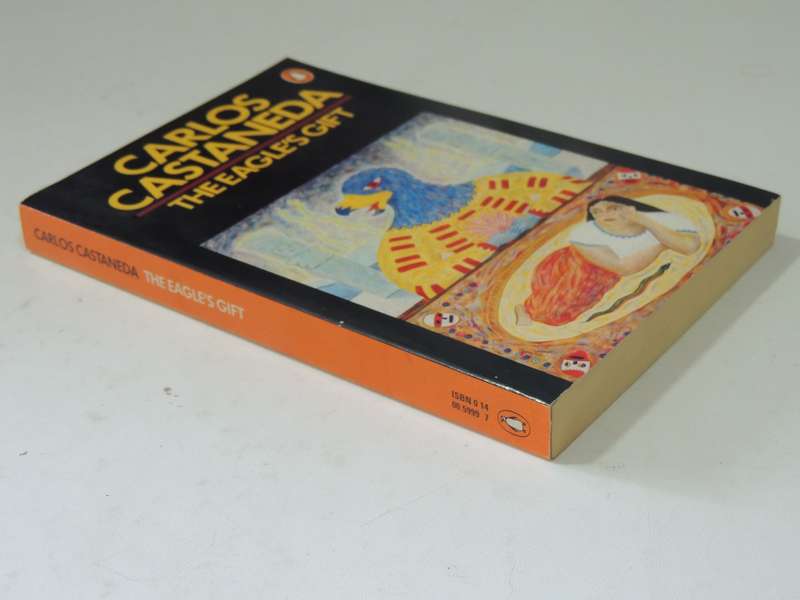 CARLOS
CASTANEDA
THE EAGLE'S GIFT
CARLOS CASTANEDA THE EAGLE'S GIFT
ISBN 0 14
00.5999 7